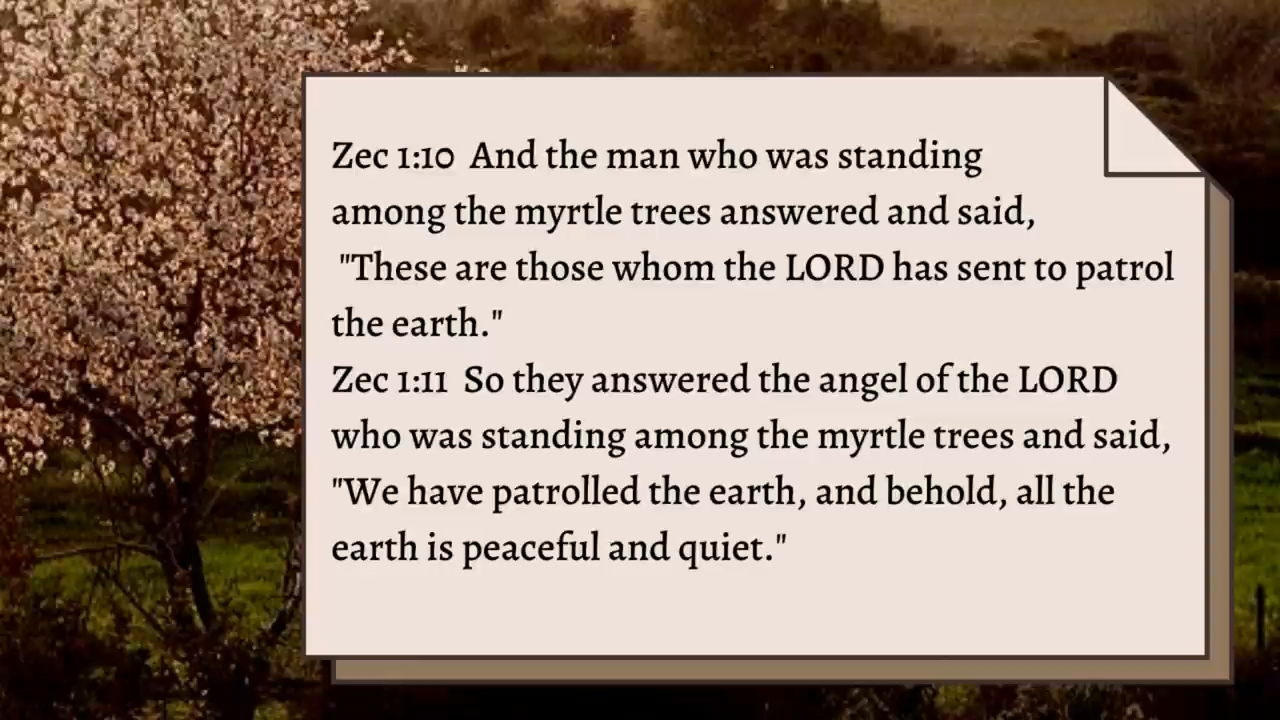 Zec 1:10  And the man who was standing
among the myrtle trees answered and said,
"These are those whom the LORD has sent to patrol
the earth."
Zec 1:11  So they answered the angel of the LORD
who was standing among the myrtle trees and said,
"We have patrolled the earth, and behold, all the
earth is peaceful and quiet."